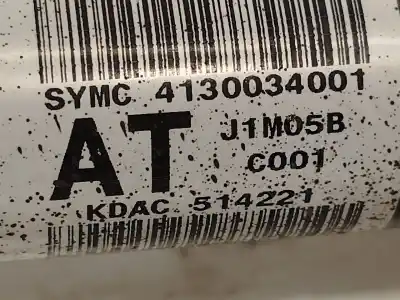 SYMC 4130034001
AT J1M05B
C001
KDAC 514221